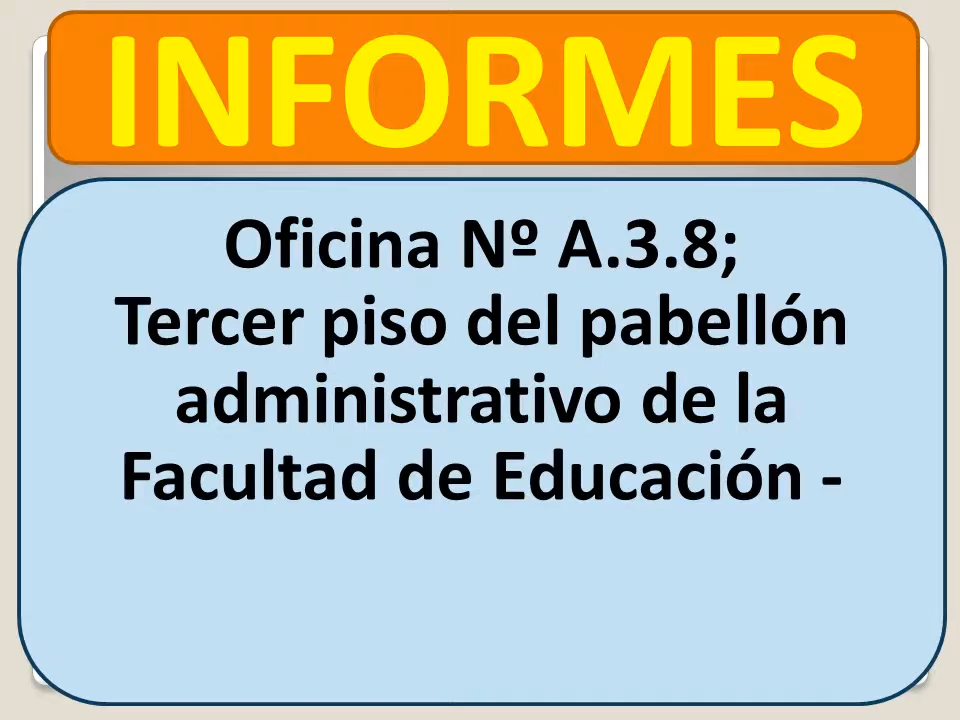 INFORMES
Oficina Nº A.3.8;
Tercer piso del pabellón
administrativo de la
Facultad de Educación -